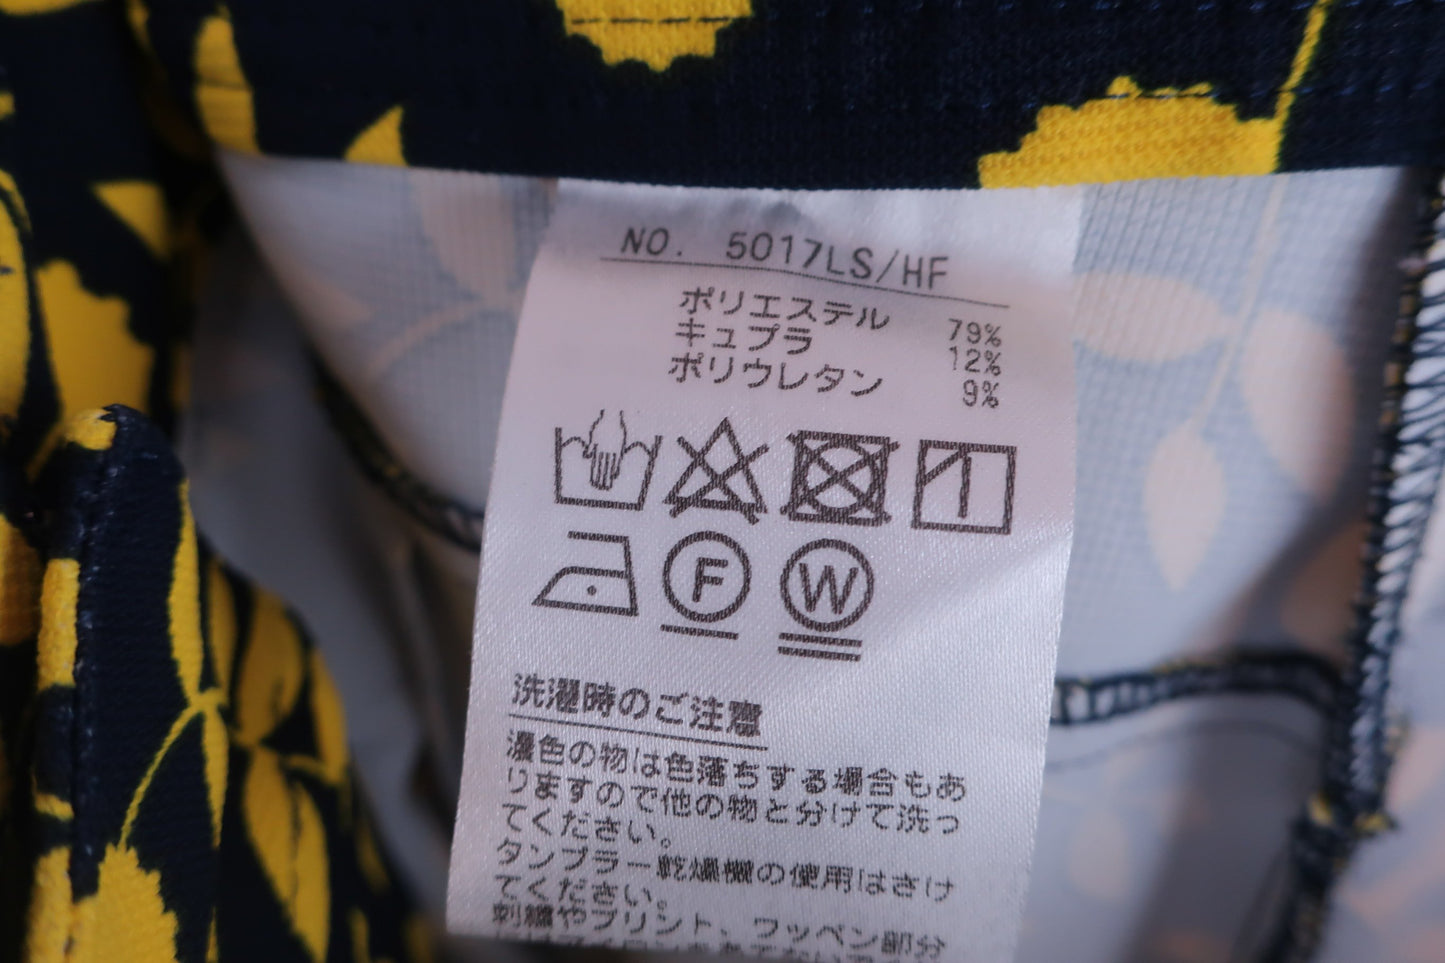 NO. 5017LS/HF
ポリエステル 79%
キュプラ 12%
ポリウレタン 9%
F W
洗濯時のご注意
濃色の物は色落ちする場合もあ
りますので他の物と分けて洗っ
てください。
タンブラー乾燥機の使用はさけ
てください。
刺繍やプリント、ワッペン部分